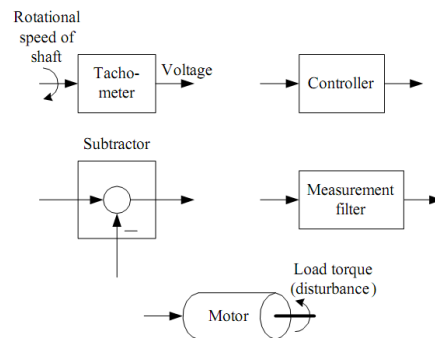 Rotational
speed of
shaft
Tacho-
meter
Voltage
Controller
Subtractor
Measurement
filter
Load torque
(disturbance )
Motor